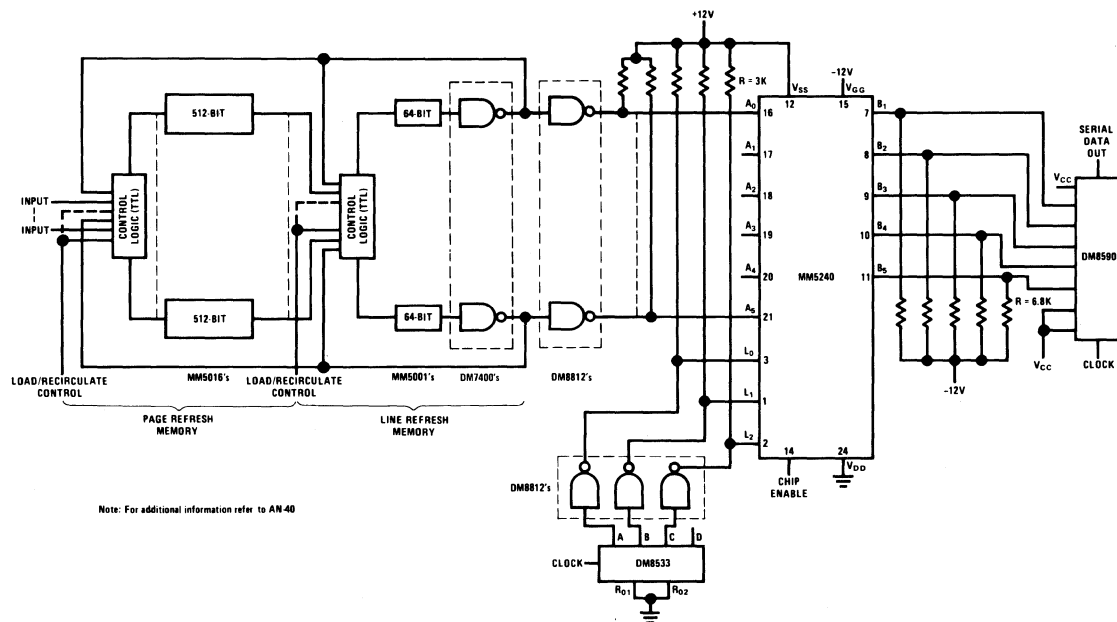 +12V
R = 3K
-12V
VSS
12
VGG
15
512-BIT
64-BIT
A0
16
B1
7
A1
17
B2
8
SERIAL
DATA
OUT
VCC
INPUT
INPUT
CONTROL
LOGIC (TTL)
CONTROL
LOGIC (TTL)
A2
18
B3
9
A3
19
B4
10
A4
20
MM5240
B5
11
DM8590
512-BIT
64-BIT
A5
21
R = 6.8K
L0
3
VCC
CLOCK
-12V
LOAD/RECIRCULATE
CONTROL
MM5016's
LOAD/RECIRCULATE
CONTROL
MM5001's
DM7400's
DM8812's
PAGE REFRESH
MEMORY
LINE REFRESH
MEMORY
L1
1
L2
2
14
CHIP
ENABLE
24
VDD
DM8812's
Note: For additional information refer to AN-40
A
B
C
D
CLOCK
DM8533
R01
R02